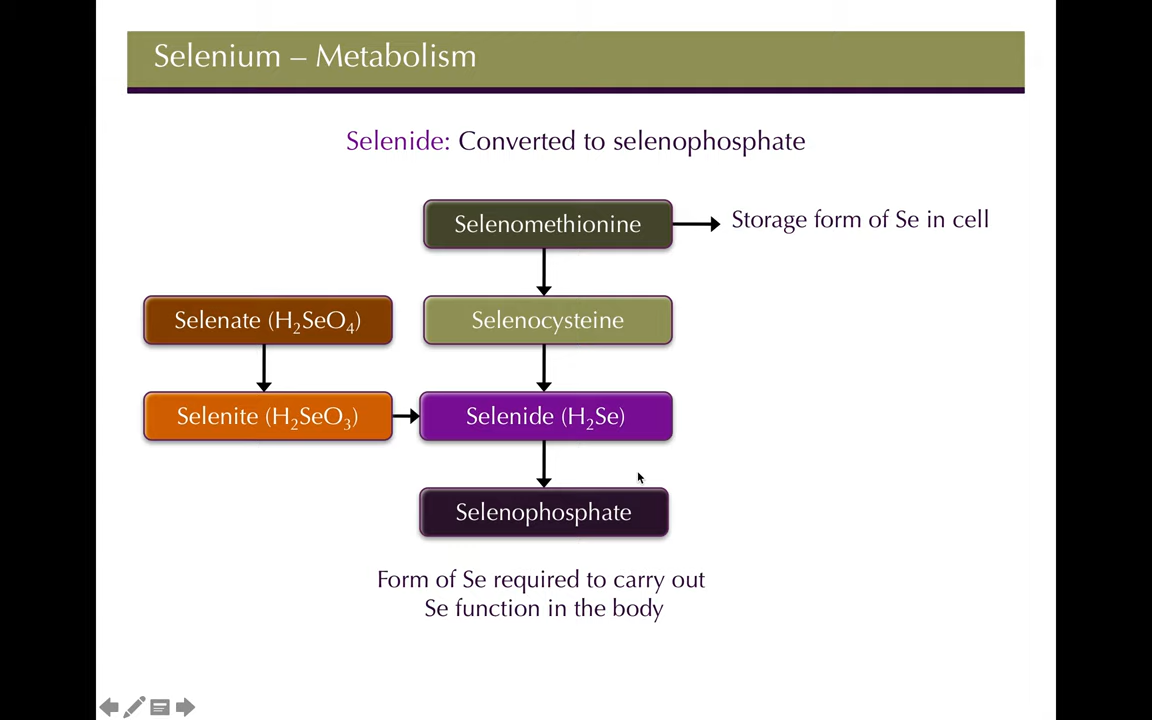 Selenium – Metabolism
Selenide: Converted to selenophosphate
Selenomethionine
Storage form of Se in cell
Selenate (H₂SeO₄)
Selenocysteine
Selenite (H₂SeO₃)
Selenide (H₂Se)
Selenophosphate
Form of Se required to carry out
Se function in the body